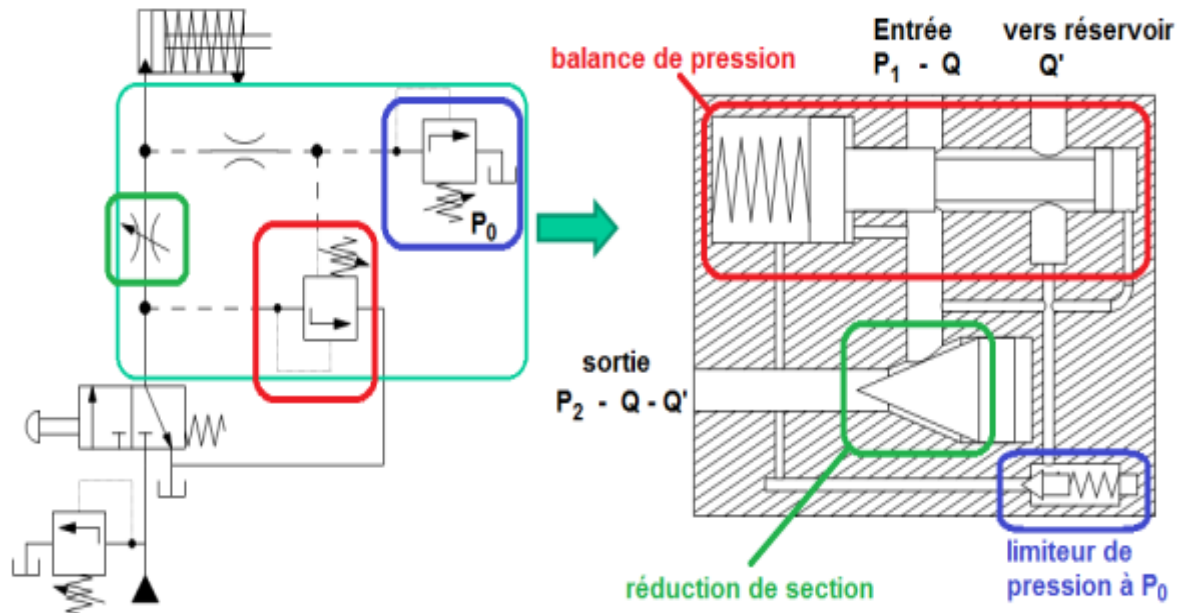 P₀
balance de pression
Entrée
P₁ - Q
vers réservoir
Q'
sortie
P₂ - Q - Q'
réduction de section
limiteur de
pression à P₀